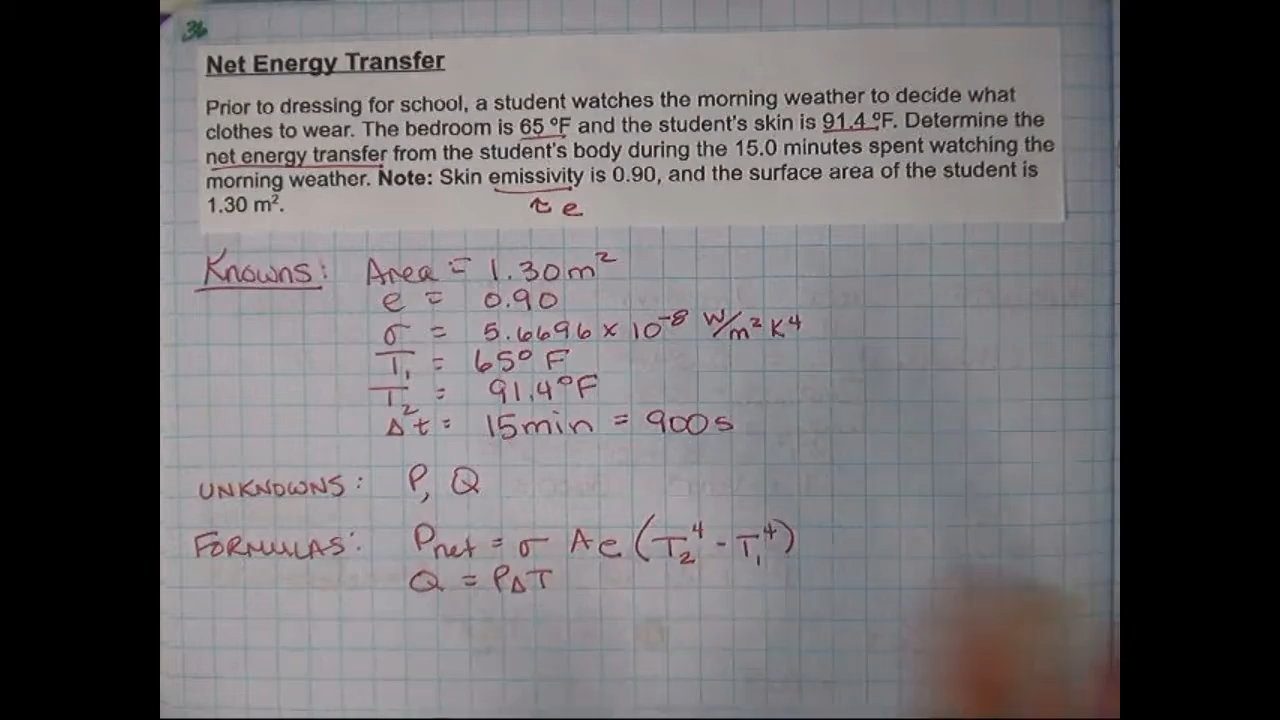 36
Net Energy Transfer
Prior to dressing for school, a student watches the morning weather to decide what
clothes to wear. The bedroom is 65 ºF and the student's skin is 91.4 ºF. Determine the
net energy transfer from the student's body during the 15.0 minutes spent watching the
morning weather. Note: Skin emissivity is 0.90, and the surface area of the student is
1.30 m².
↑ e
Knowns: Area = 1.30m²
e = 0.90
σ = 5.6696 x 10⁻⁸ W/m² K⁴
T₁ = 65° F
T₂ = 91.4°F
Δt = 15min = 900s
UNKNOWNS: P, Q
FORMULAS: Pnet = σ A e (T₂⁴ - T₁⁴)
Q = PΔT